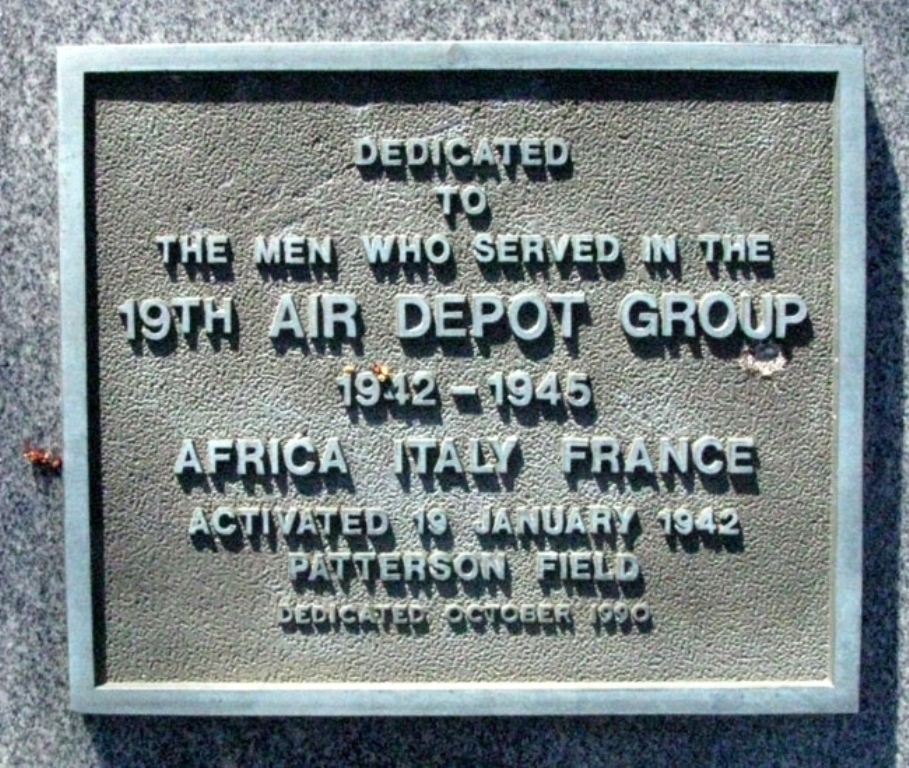 DEDICATED
TO
THE MEN WHO SERVED IN THE
19TH AIR DEPOT GROUP
1942 - 1945
AFRICA ITALY FRANCE
ACTIVATED 19 JANUARY 1942
PATTERSON FIELD
DEDICATED OCTOBER 1990